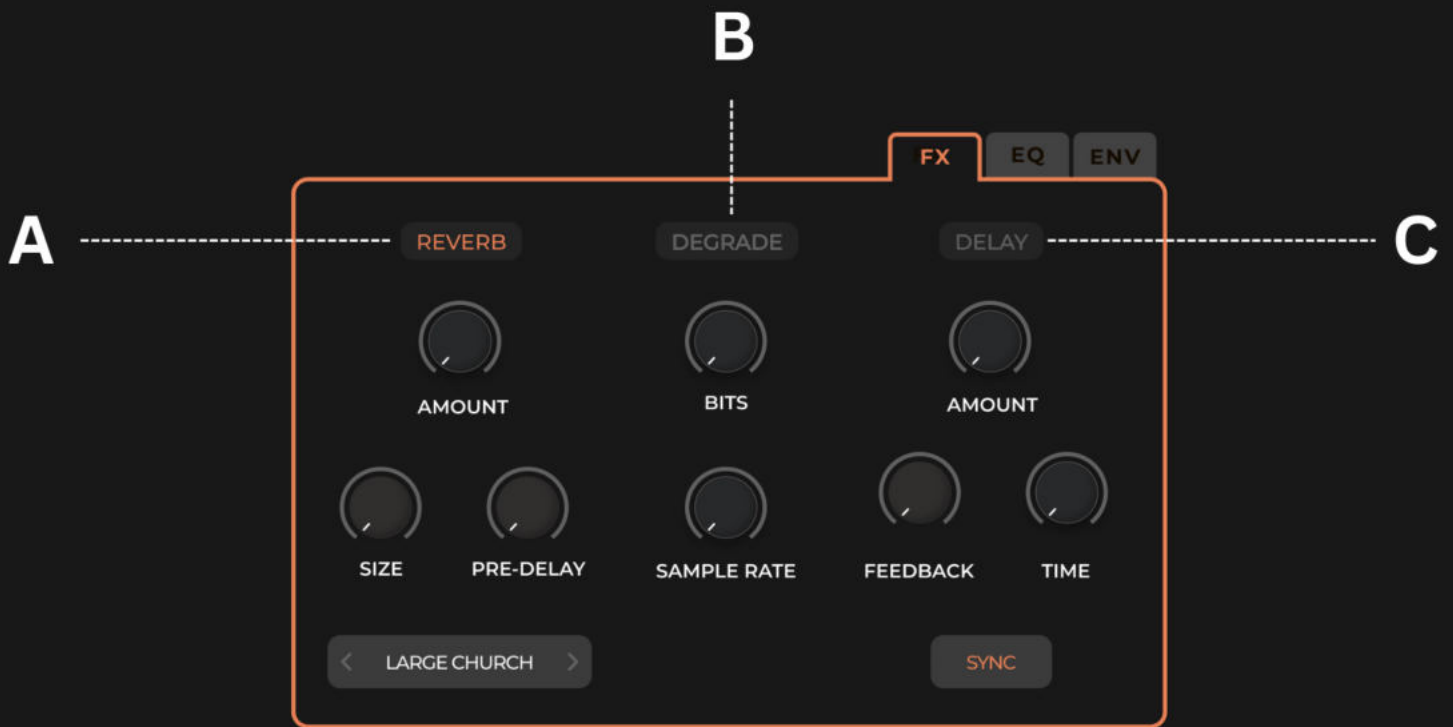 B
FX EQ ENV
A REVERB DEGRADE DELAY C
AMOUNT BITS AMOUNT
SIZE PRE-DELAY SAMPLE RATE FEEDBACK TIME
< LARGE CHURCH > SYNC